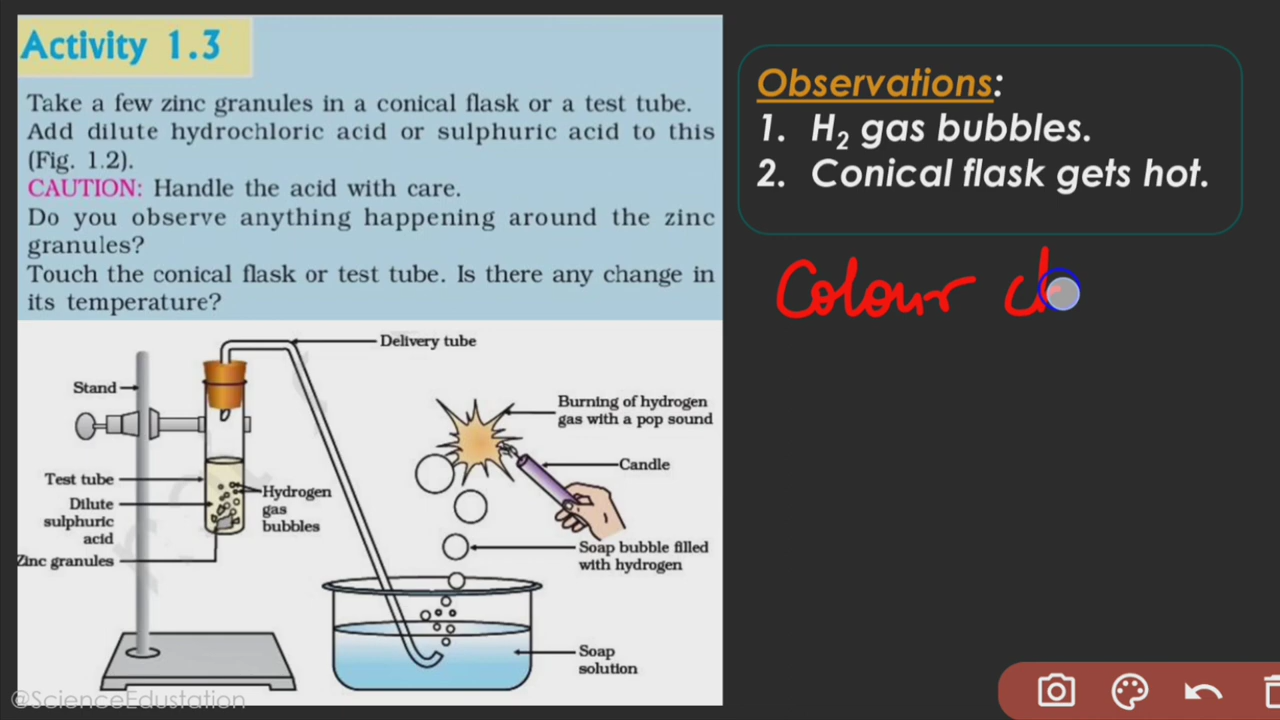 Activity 1.3
Take a few zinc granules in a conical flask or a test tube.
Add dilute hydrochloric acid or sulphuric acid to this
(Fig. 1.2).
CAUTION: Handle the acid with care.
Do you observe anything happening around the zinc
granules?
Touch the conical flask or test tube. Is there any change in
its temperature?
Observations:
1. H₂ gas bubbles.
2. Conical flask gets hot.
Colour
Delivery tube
Stand
Burning of hydrogen
gas with a pop sound
Candle
Test tube
Dilute
sulphuric
acid
Hydrogen
gas
bubbles
Zinc granules
Soap bubble filled
with hydrogen
Soap
solution
@ScienceEdustation